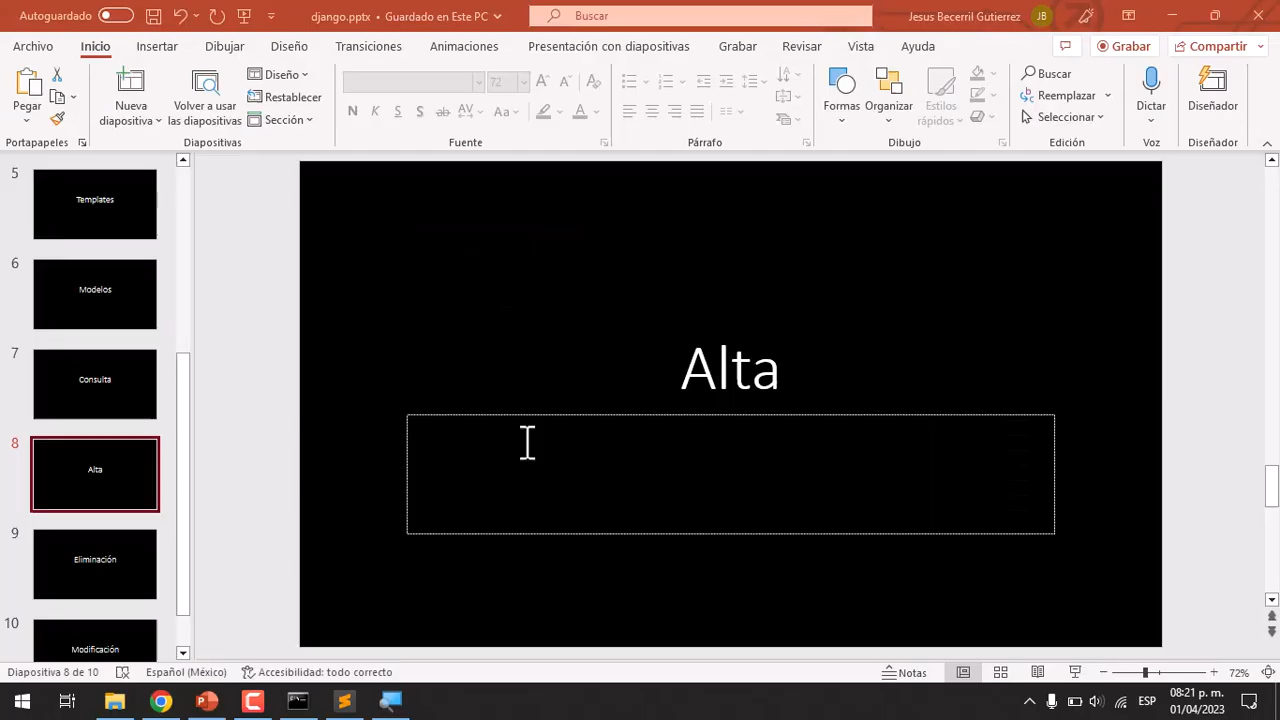 Autoguardado
django.pptx • Guardado en Este PC
Buscar
Jesus Becerril Gutierrez
JB
Archivo
Inicio
Insertar
Dibujar
Diseño
Transiciones
Animaciones
Presentación con diapositivas
Grabar
Revisar
Vista
Ayuda
Grabar
Compartir
Pegar
Nueva
diapositiva
Volver a usar
las diapositivas
Diseño
Restablecer
Sección
72
N
K
S
S
ab
AV
Aa
A
Formas
Organizar
Estilos
rápidos
Buscar
Reemplazar
Seleccionar
Dictar
Diseñador
Portapapeles
Diapositivas
Fuente
Párrafo
Dibujo
Edición
Voz
Diseñador
5
Templates
6
Modelos
7
Consulta
8
Alta
9
Eliminación
10
Modificación
Alta
Diapositiva 8 de 10
Español (México)
Accesibilidad: todo correcto
Notas
72%
ESP
08:21 p. m.
01/04/2023